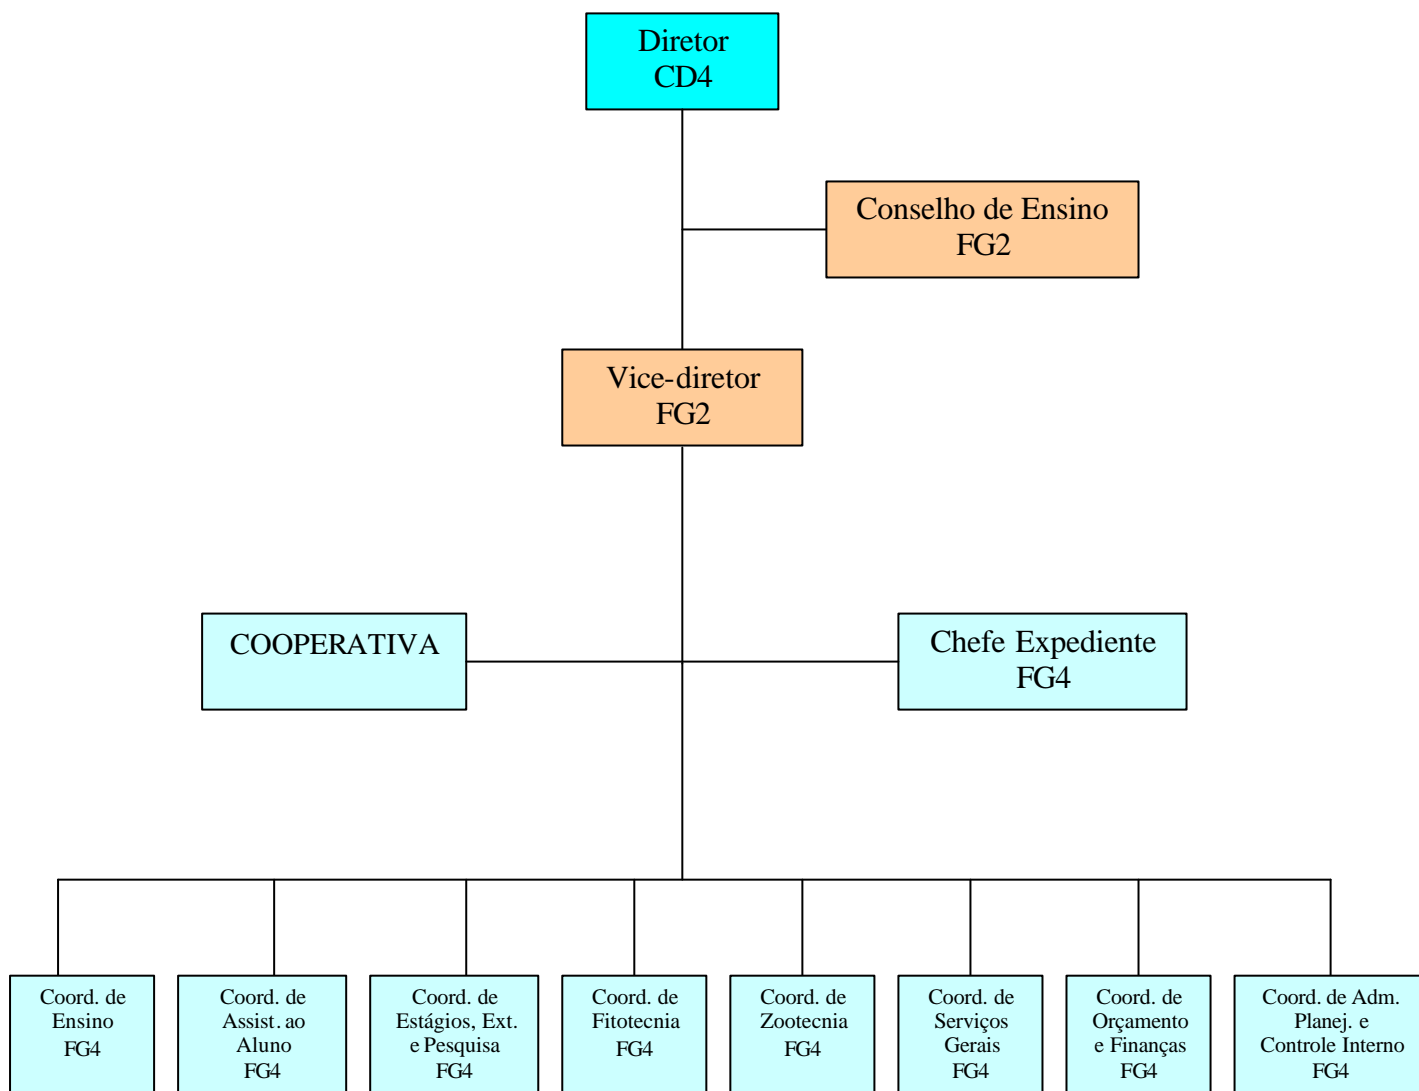 Diretor
CD4
Conselho de Ensino
FG2
Vice-diretor
FG2
COOPERATIVA
Chefe Expediente
FG4
Coord. de
Ensino
FG4
Coord. de
Assist. ao
Aluno
FG4
Coord. de
Estágios, Ext.
e Pesquisa
FG4
Coord. de
Fitotecnia
FG4
Coord. de
Zootecnia
FG4
Coord. de
Serviços
Gerais
FG4
Coord. de
Orçamento
e Finanças
FG4
Coord. de Adm.
Planej. e
Controle Interno
FG4